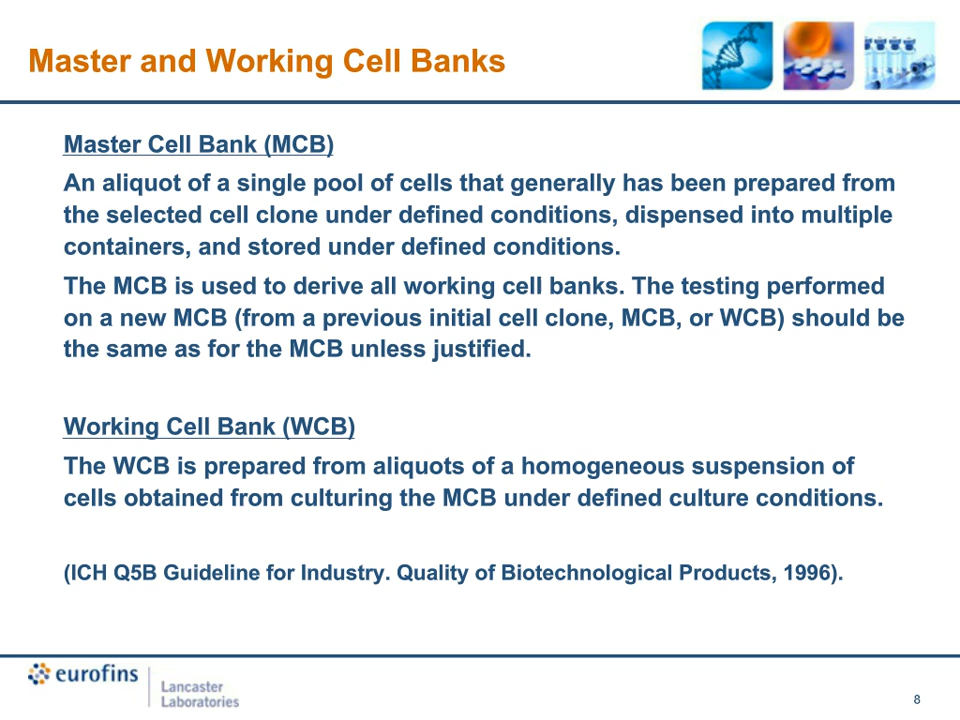 Master and Working Cell Banks
Master Cell Bank (MCB)
An aliquot of a single pool of cells that generally has been prepared from
the selected cell clone under defined conditions, dispensed into multiple
containers, and stored under defined conditions.
The MCB is used to derive all working cell banks. The testing performed
on a new MCB (from a previous initial cell clone, MCB, or WCB) should be
the same as for the MCB unless justified.
Working Cell Bank (WCB)
The WCB is prepared from aliquots of a homogeneous suspension of
cells obtained from culturing the MCB under defined culture conditions.
(ICH Q5B Guideline for Industry. Quality of Biotechnological Products, 1996).
eurofins
Lancaster
Laboratories
8